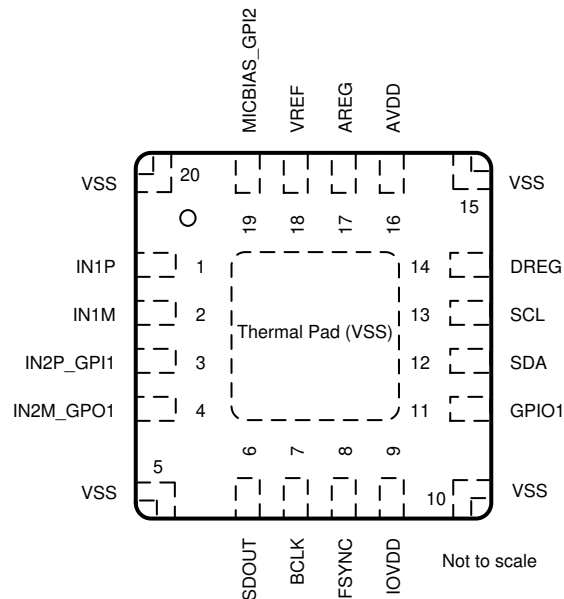 MICBIAS_GPI2
VREF
AREG
AVDD
VSS
20
19
18
17
16
15
VSS
IN1P
1
14
DREG
IN1M
2
13
SCL
Thermal Pad (VSS)
IN2P_GPI1
3
12
SDA
IN2M_GPO1
4
11
GPIO1
VSS
5
6
7
8
9
10
VSS
SDOUT
BCLK
FSYNC
IOVDD
Not to scale